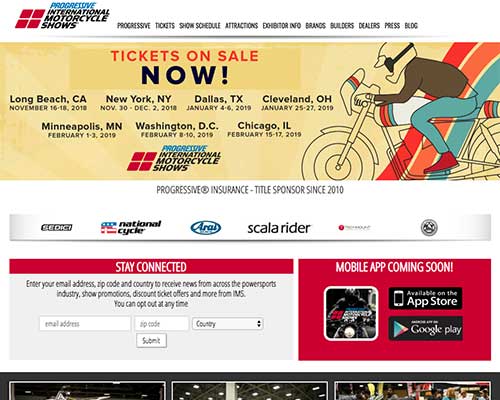 PROGRESSIVE
INTERNATIONAL
MOTORCYCLE
SHOWS
PROGRESSIVE TICKETS SHOW SCHEDULE ATTRACTIONS EXHIBITOR INFO BRANDS BUILDERS DEALERS PRESS BLOG
TICKETS ON SALE
NOW!
Long Beach, CA New York, NY Dallas, TX Cleveland, OH
NOVEMBER 16-18, 2018 NOV. 30 - DEC. 2, 2018 JANUARY 4-6, 2019 JANUARY 25-27, 2019
Minneapolis, MN Washington, D.C. Chicago, IL
FEBRUARY 1-3, 2019 FEBRUARY 8-10, 2019 FEBRUARY 15-17, 2019
PROGRESSIVE
INTERNATIONAL
MOTORCYCLE
SHOWS
PROGRESSIVE® INSURANCE - TITLE SPONSOR SINCE 2010
SEDICI national cycle Arai scala rider TECHMOUNT
STAY CONNECTED
Enter your email address, zip code and country to receive news from across the powersports
industry, show promotions, discount ticket offers and more from IMS.
You can opt out at any time
email address zip code Country
Submit
MOBILE APP COMING SOON!
PROGRESSIVE
INTERNATIONAL
MOTORCYCLE
SHOWS
Available on the
App Store
ANDROID APP ON
Google play